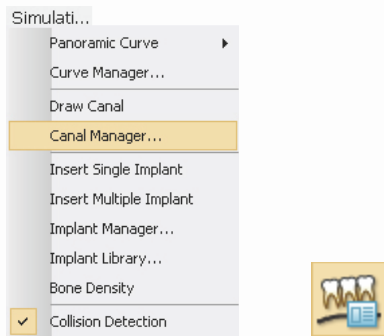 Simulati...
Panoramic Curve
Curve Manager...
Draw Canal
Canal Manager...
Insert Single Implant
Insert Multiple Implant
Implant Manager...
Implant Library...
Bone Density
Collision Detection